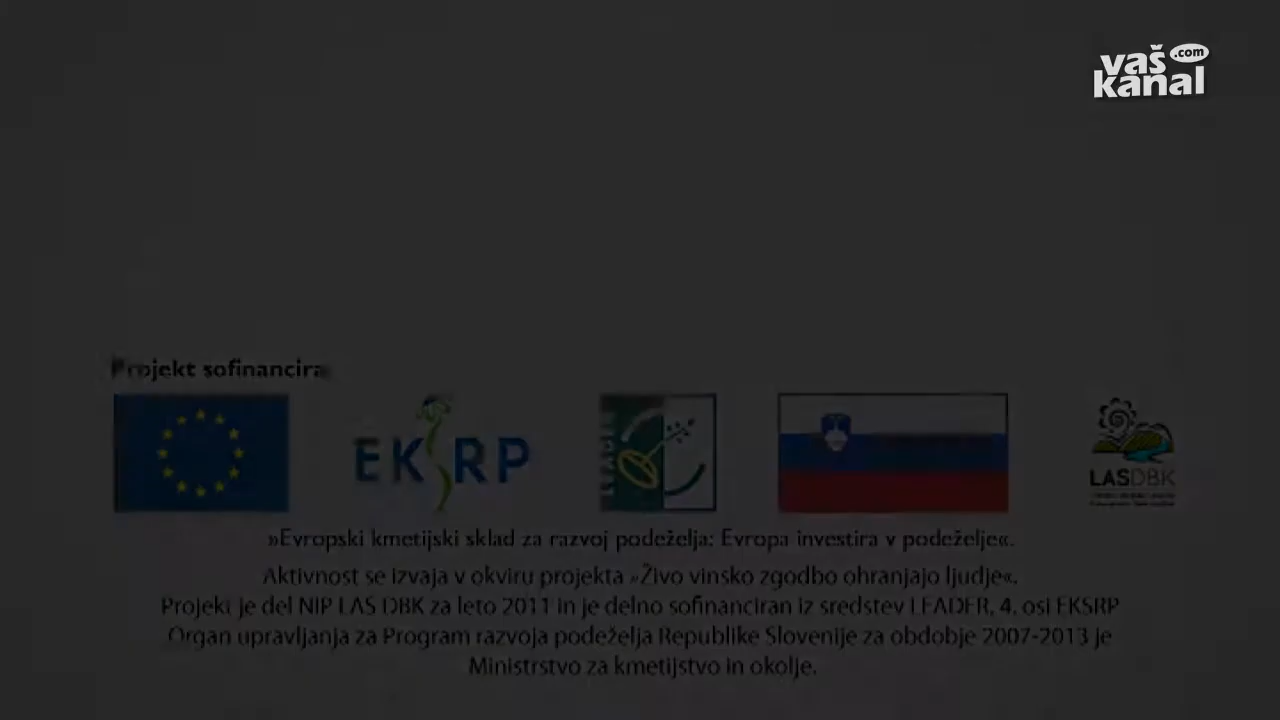 vaš .com
kanal
Projekt sofinancira:
EKSRP
LEADER
LAS DBK
»Evropski kmetijski sklad za razvoj podeželja: Evropa investira v podeželje«.
Aktivnost se izvaja v okviru projekta »Živo vinsko zgodbo ohranjajo ljudje«.
Projekt je del NIP LAS DBK za leto 2011 in je delno sofinanciran iz sredstev LEADER, 4. osi EKSRP
Organ upravljanja za Program razvoja podeželja Republike Slovenije za obdobje 2007-2013 je
Ministrstvo za kmetijstvo in okolje.